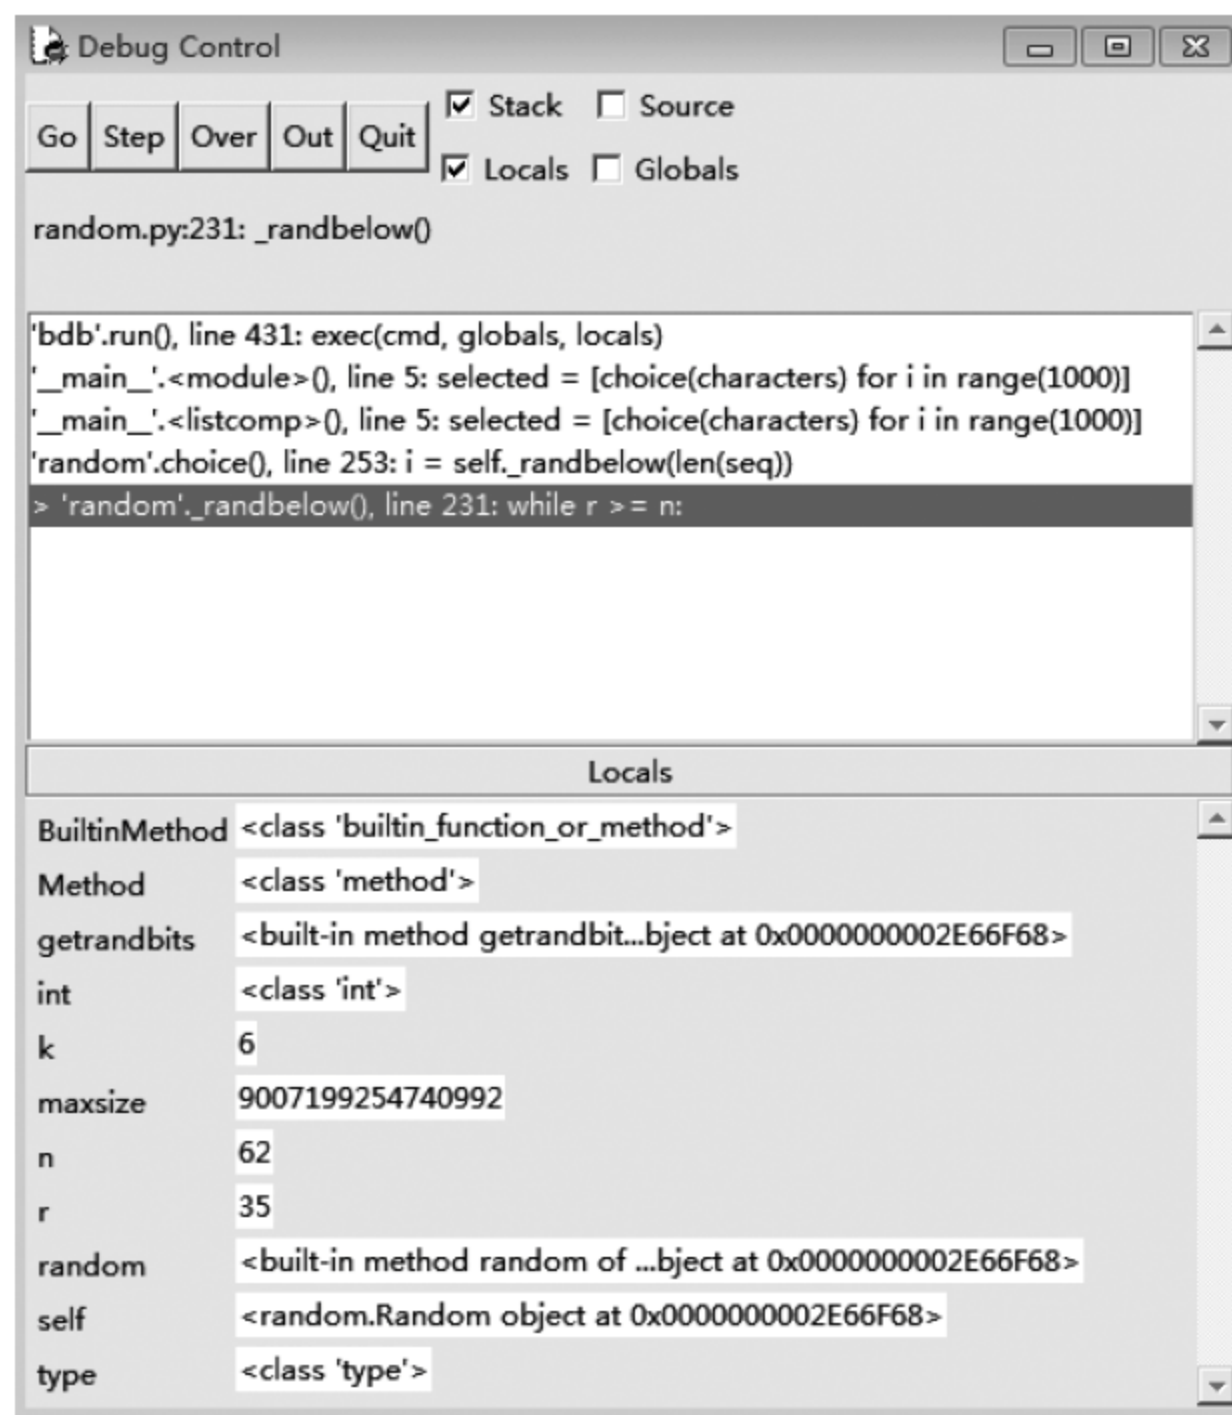 Debug Control
Go Step Over Out Quit
Stack Source
Locals Globals
random.py:231: _randbelow()
'bdb'.run(), line 431: exec(cmd, globals, locals)
'__main__'.<module>(), line 5: selected = [choice(characters) for i in range(1000)]
'__main__'.<listcomp>(), line 5: selected = [choice(characters) for i in range(1000)]
'random'.choice(), line 253: i = self._randbelow(len(seq))
> 'random'._randbelow(), line 231: while r >= n:
Locals
BuiltinMethod <class 'builtin_function_or_method'>
Method <class 'method'>
getrandbits <built-in method getrandbit...bject at 0x0000000002E66F68>
int <class 'int'>
k 6
maxsize 9007199254740992
n 62
r 35
random <built-in method random of ...bject at 0x0000000002E66F68>
self <random.Random object at 0x0000000002E66F68>
type <class 'type'>